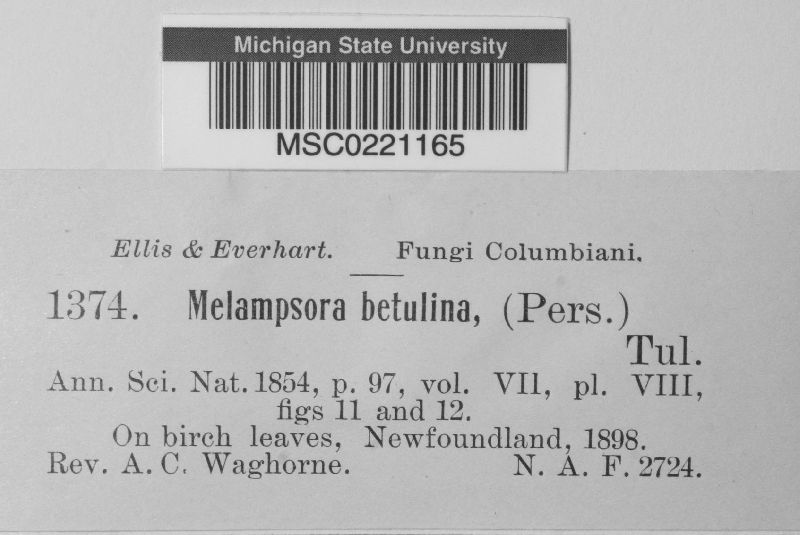 Michigan State University
MSC0221165
Ellis & Everhart. Fungi Columbiani.
1374. Melampsora betulina, (Pers.)
Tul.
Ann. Sci. Nat. 1854, p. 97, vol. VII, pl. VIII,
figs 11 and 12.
On birch leaves, Newfoundland, 1898.
Rev. A. C. Waghorne. N. A. F. 2724.